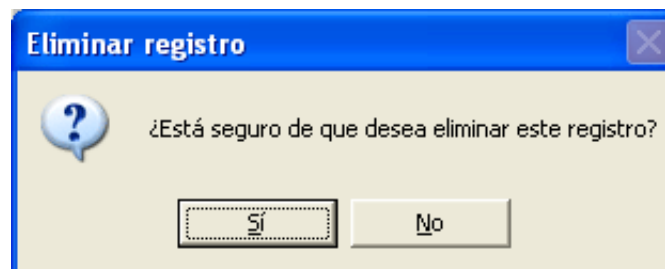 Eliminar registro
¿Está seguro de que desea eliminar este registro?
Sí
No